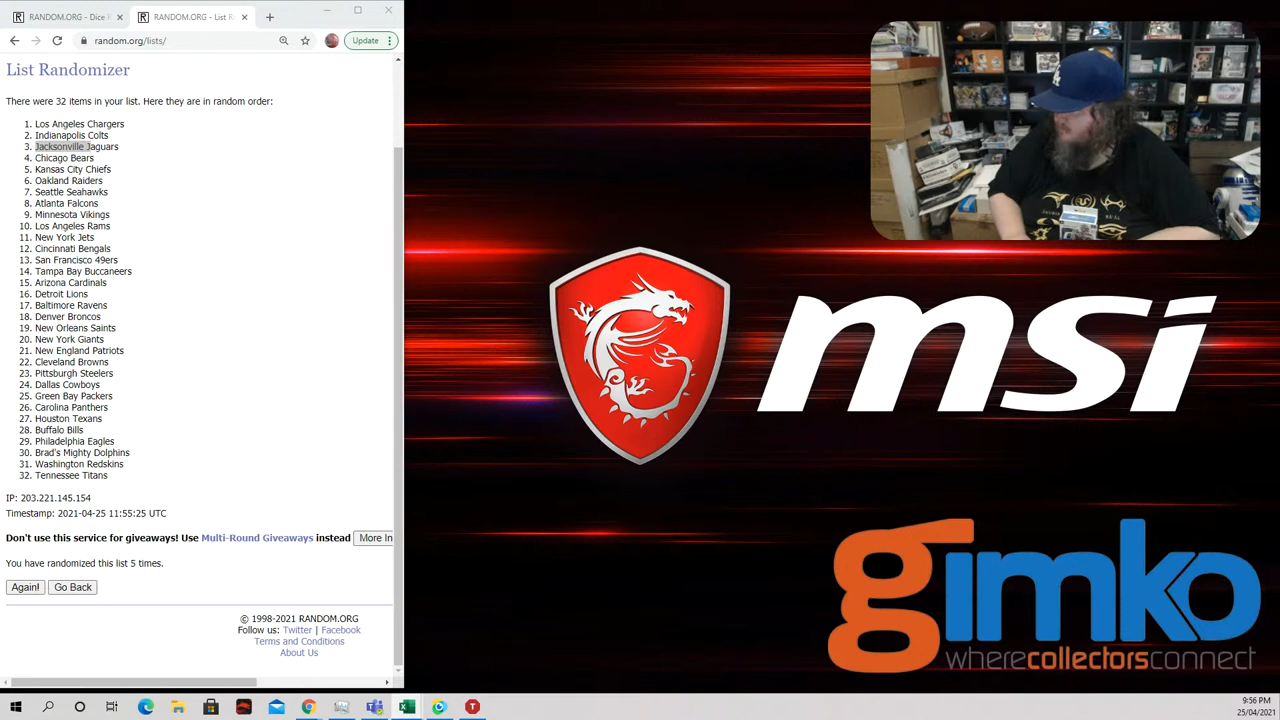 RANDOM.ORG - Dice R
RANDOM.ORG - List R
random.org/lists/
Update
List Randomizer
There were 32 items in your list. Here they are in random order:
1. Los Angeles Chargers
2. Indianapolis Colts
3. Jacksonville Jaguars
4. Chicago Bears
5. Kansas City Chiefs
6. Oakland Raiders
7. Seattle Seahawks
8. Atlanta Falcons
9. Minnesota Vikings
10. Los Angeles Rams
11. New York Jets
12. Cincinnati Bengals
13. San Francisco 49ers
14. Tampa Bay Buccaneers
15. Arizona Cardinals
16. Detroit Lions
17. Baltimore Ravens
18. Denver Broncos
19. New Orleans Saints
20. New York Giants
21. New England Patriots
22. Cleveland Browns
23. Pittsburgh Steelers
24. Dallas Cowboys
25. Green Bay Packers
26. Carolina Panthers
27. Houston Texans
28. Buffalo Bills
29. Philadelphia Eagles
30. Brad's Mighty Dolphins
31. Washington Redskins
32. Tennessee Titans
IP: 203.221.145.154
Timestamp: 2021-04-25 11:55:25 UTC
Don't use this service for giveaways! Use Multi-Round Giveaways instead More In
You have randomized this list 5 times.
Again! Go Back
© 1998-2021 RANDOM.ORG
Follow us: Twitter | Facebook
Terms and Conditions
About Us
msi
gimko
where collectors connect
9:56 PM
25/04/2021